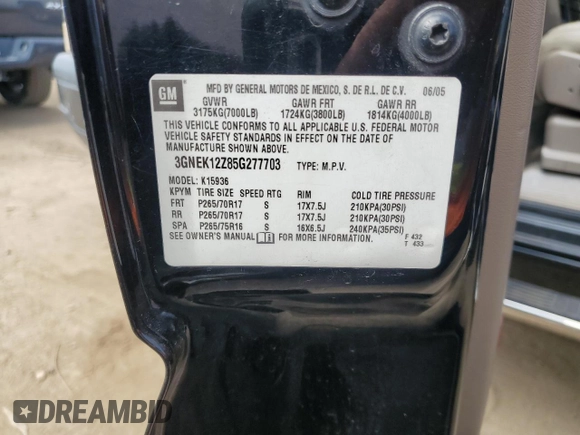 GM
MFD BY GENERAL MOTORS DE MEXICO, S. DE R.L. DE C.V. 06/05
GVWR GAWR FRT GAWR RR
3175KG(7000LB) 1724KG(3800LB) 1814KG(4000LB)
THIS VEHICLE CONFORMS TO ALL APPLICABLE U.S. FEDERAL MOTOR
VEHICLE SAFETY STANDARDS IN EFFECT ON THE DATE OF
MANUFACTURE SHOWN ABOVE.
3GNEK12Z85G277703 TYPE: M.P.V.
MODEL: K15936
KPYM TIRE SIZE SPEED RTG RIM COLD TIRE PRESSURE
FRT P265/70R17 S 17X7.5J 210KPA(30PSI)
RR P265/70R17 S 17X7.5J 210KPA(30PSI)
SPA P265/75R16 S 16X6.5J 240KPA(35PSI)
SEE OWNER'S MANUAL FOR MORE INFORMATION. F 432
T 433
DREAMBID